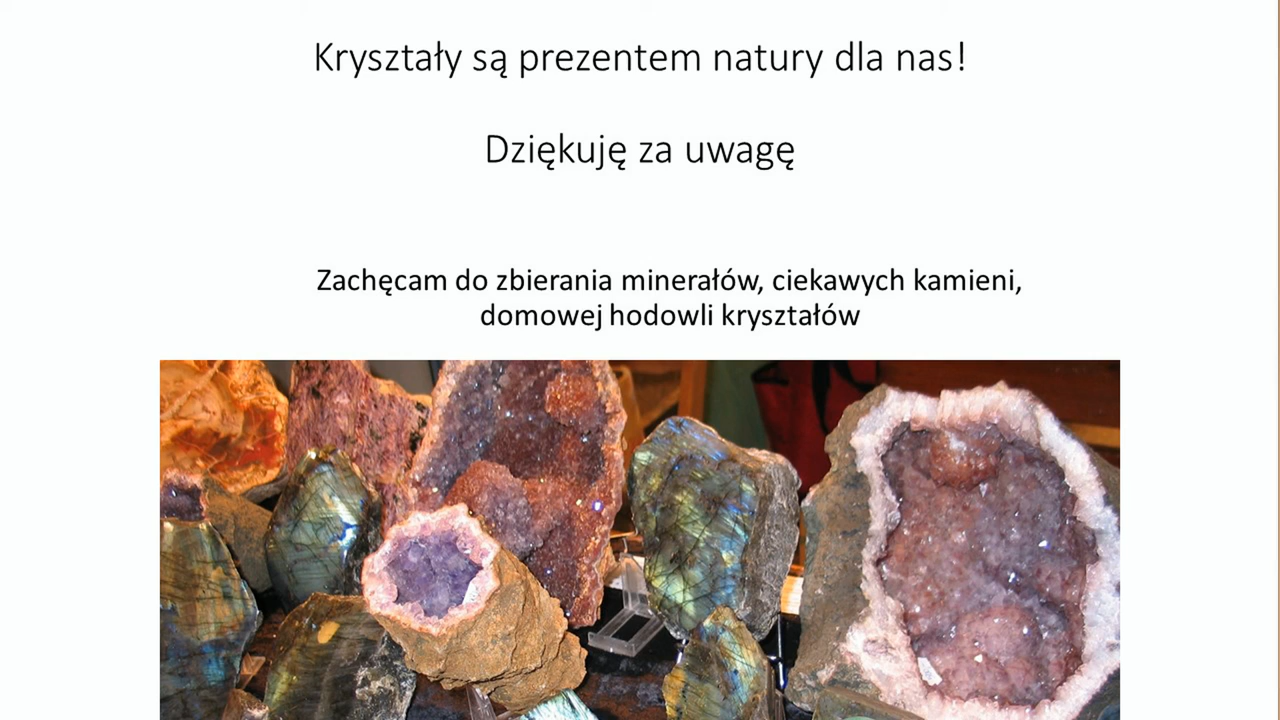 Kryształy są prezentem natury dla nas!
Dziękuję za uwagę
Zachęcam do zbierania minerałów, ciekawych kamieni,
domowej hodowli kryształów